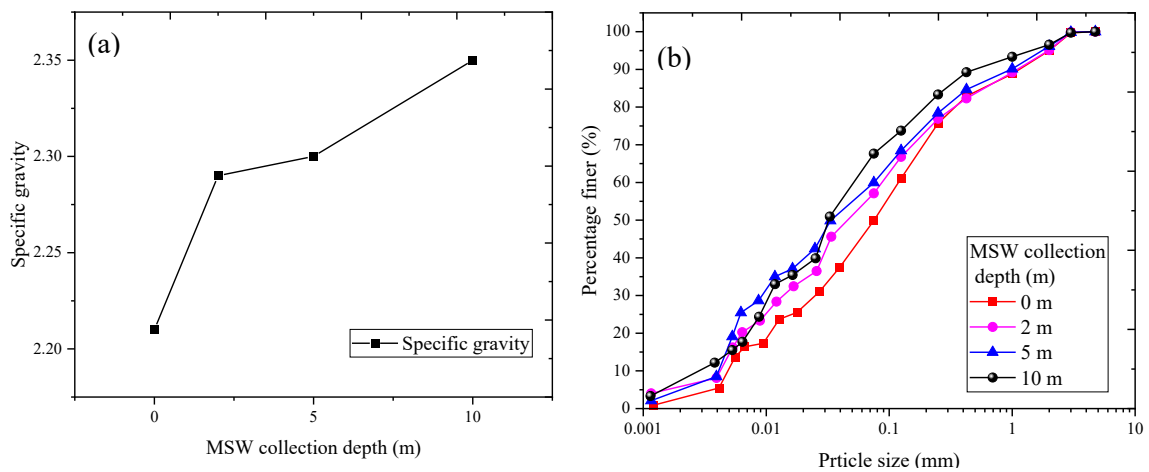 (a)
Specific gravity
2.35
2.30
2.25
2.20
Specific gravity
0
5
10
MSW collection depth (m)
(b)
Percentage finer (%)
100
90
80
70
60
50
40
30
20
10
0
MSW collection
depth (m)
0 m
2 m
5 m
10 m
0.001
0.01
0.1
1
10
Prticle size (mm)